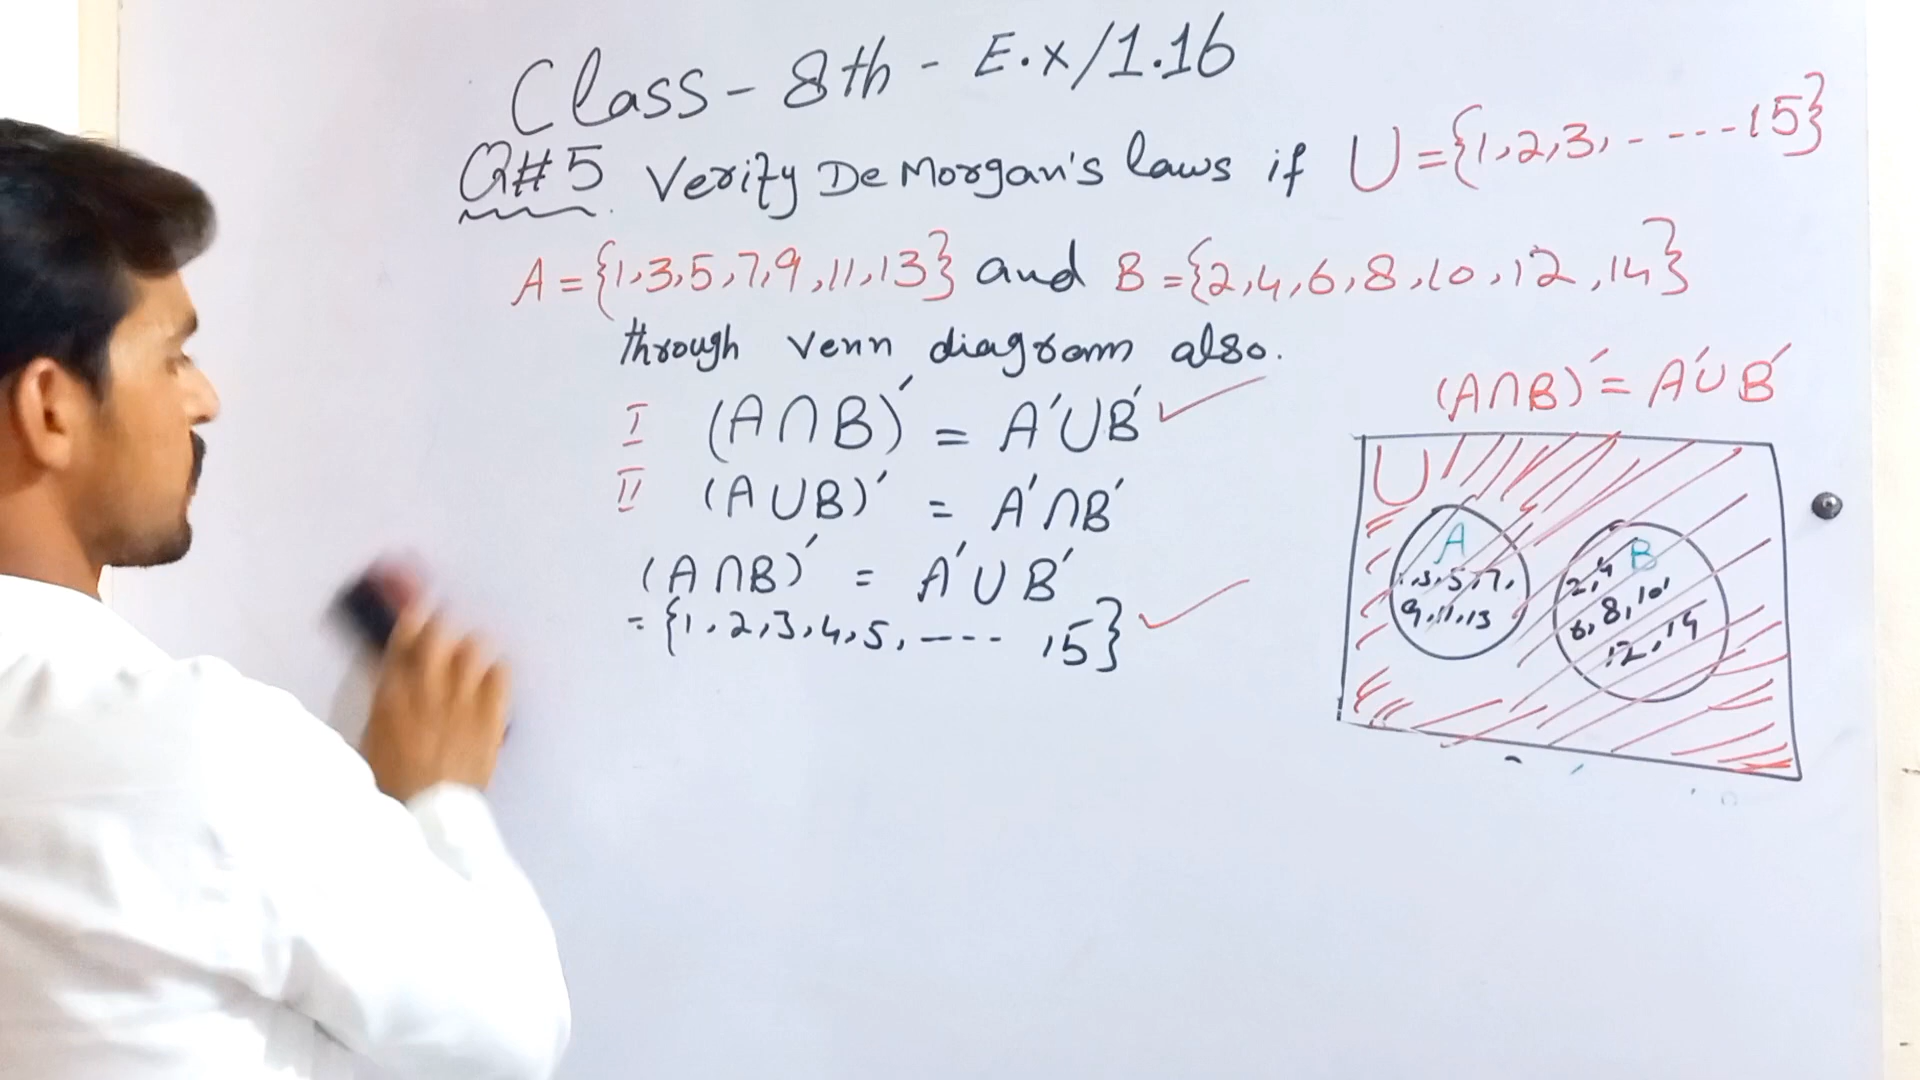 Class - 8th - E.x/1.16
Q#5. Verify De Morgan's laws if U = {1,2,3, - ---- 15}
A = {1,3,5,7,9,11,13} and B = {2,4,6,8,10,12,14}
through venn diagram also.
I (A∩B)′ = A′∪B′ ✓
II (A∪B)′ = A′∩B′
(A∩B)′ = A′∪B′
= {1,2,3,4,5, ---- ,15} ✓
(A∩B)′ = A′∪B′
U
A
3,5,7,
9,11,13
B
2,4
6,8,10,
12,14